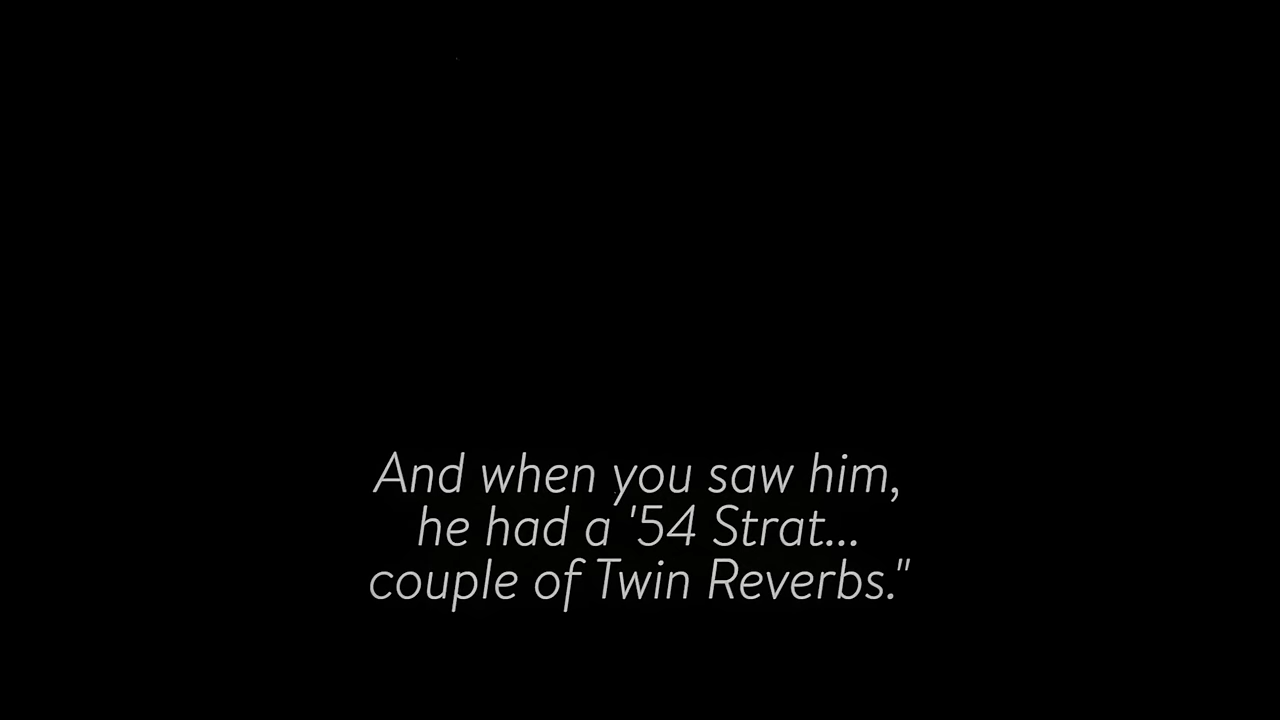 And when you saw him,
he had a '54 Strat...
couple of Twin Reverbs."